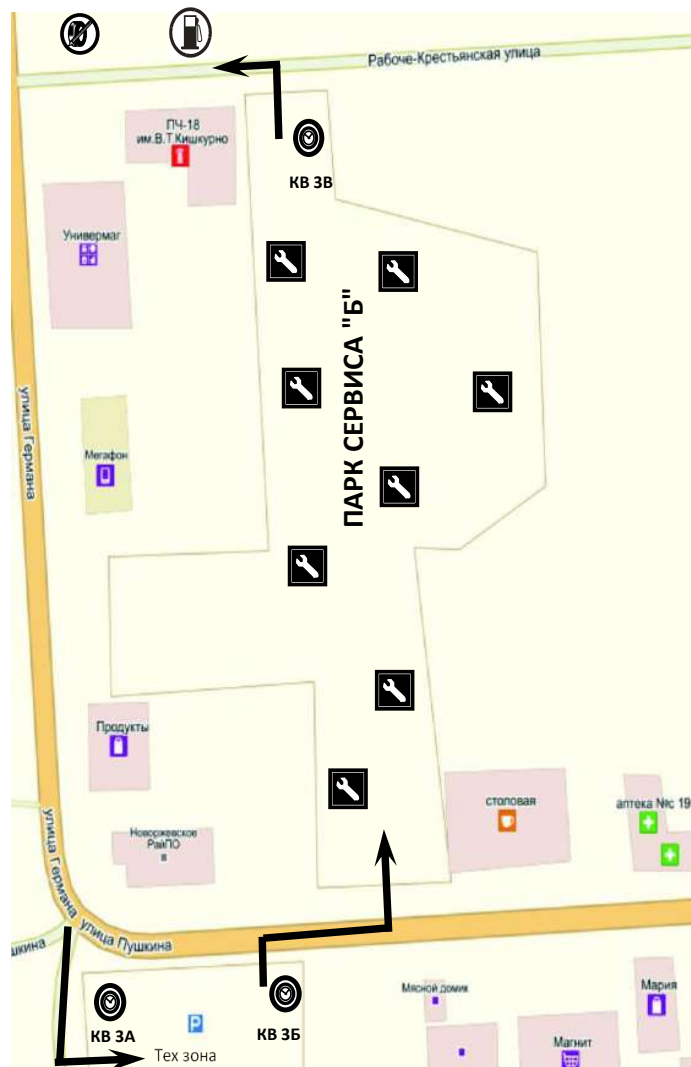 Рабоче-Крестьянская улица
ПЧ-18
им.В.Т.Кишкурно
КВ 3В
Универмаг
ПАРК СЕРВИСА "Б"
улица Германа
Мегафон
Продукты
столовая
аптека №с 19
Новоржевское
РайПО
улица Германа
улица Пушкина
шкина
КВ 3А
P
КВ 3Б
Тех зона
Мясной домик
Мария
Магнит